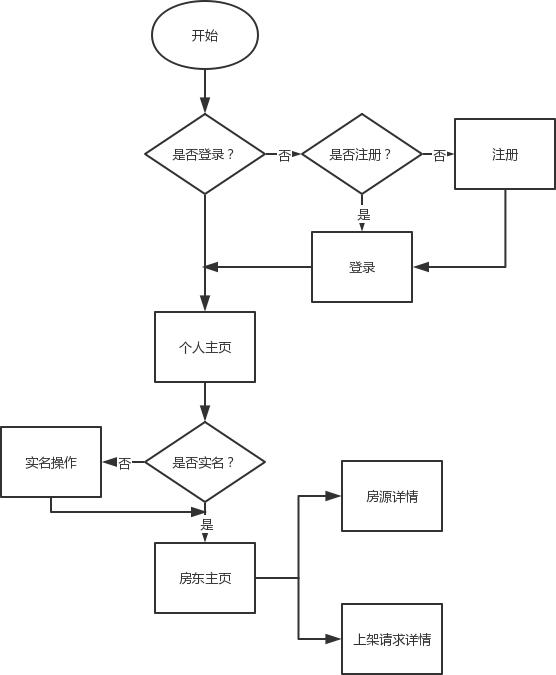 开始
是否登录？
否
是否注册？
否
注册
是
登录
个人主页
实名操作
否
是否实名？
房源详情
是
房东主页
上架请求详情